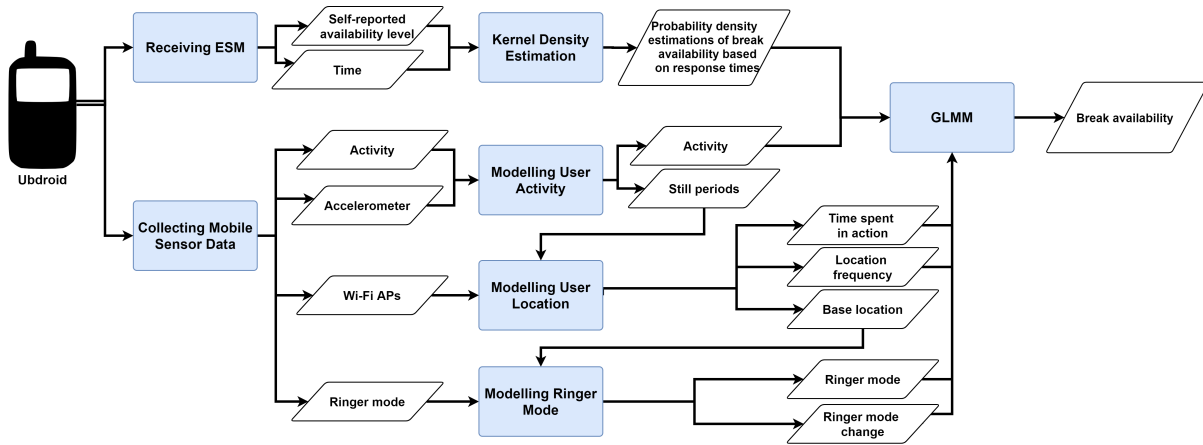 Ubdroid
Receiving ESM
Self-reported
availability level
Time
Kernel Density
Estimation
Probability density
estimations of break
availability based
on response times
GLMM
Break availability
Collecting Mobile
Sensor Data
Activity
Accelerometer
Modelling User
Activity
Activity
Still periods
Wi-Fi APs
Modelling User
Location
Time spent
in action
Location
frequency
Base location
Ringer mode
Modelling Ringer
Mode
Ringer mode
Ringer mode
change